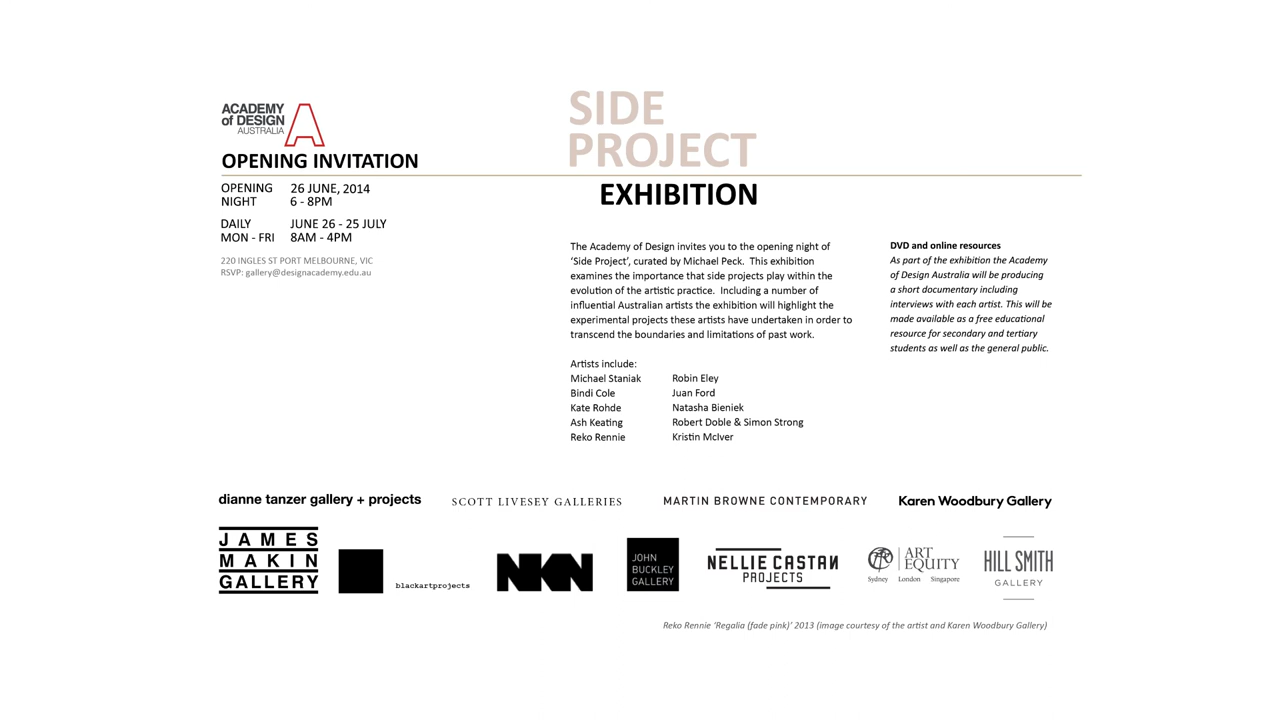 ACADEMY
of DESIGN
AUSTRALIA
OPENING INVITATION
OPENING NIGHT 26 JUNE, 2014
6 - 8PM
DAILY JUNE 26 - 25 JULY
MON - FRI 8AM - 4PM
220 INGLES ST PORT MELBOURNE, VIC
RSVP: gallery@designacademy.edu.au
SIDE
PROJECT
EXHIBITION
The Academy of Design invites you to the opening night of
‘Side Project’, curated by Michael Peck. This exhibition
examines the importance that side projects play within the
evolution of the artistic practice. Including a number of
influential Australian artists the exhibition will highlight the
experimental projects these artists have undertaken in order to
transcend the boundaries and limitations of past work.
Artists include:
Michael Staniak Robin Eley
Bindi Cole Juan Ford
Kate Rohde Natasha Bieniek
Ash Keating Robert Doble & Simon Strong
Reko Rennie Kristin McIver
DVD and online resources
As part of the exhibition the Academy
of Design Australia will be producing
a short documentary including
interviews with each artist. This will be
made available as a free educational
resource for secondary and tertiary
students as well as the general public.
dianne tanzer gallery + projects
SCOTT LIVESEY GALLERIES
MARTIN BROWNE CONTEMPORARY
Karen Woodbury Gallery
JAMES
MAKIN
GALLERY
blackartprojects
NKN
JOHN
BUCKLEY
GALLERY
NELLIE CASTAN
PROJECTS
ART
EQUITY
Sydney London Singapore
HILL SMITH
GALLERY
Reko Rennie ‘Regalia (fade pink)’ 2013 (image courtesy of the artist and Karen Woodbury Gallery)